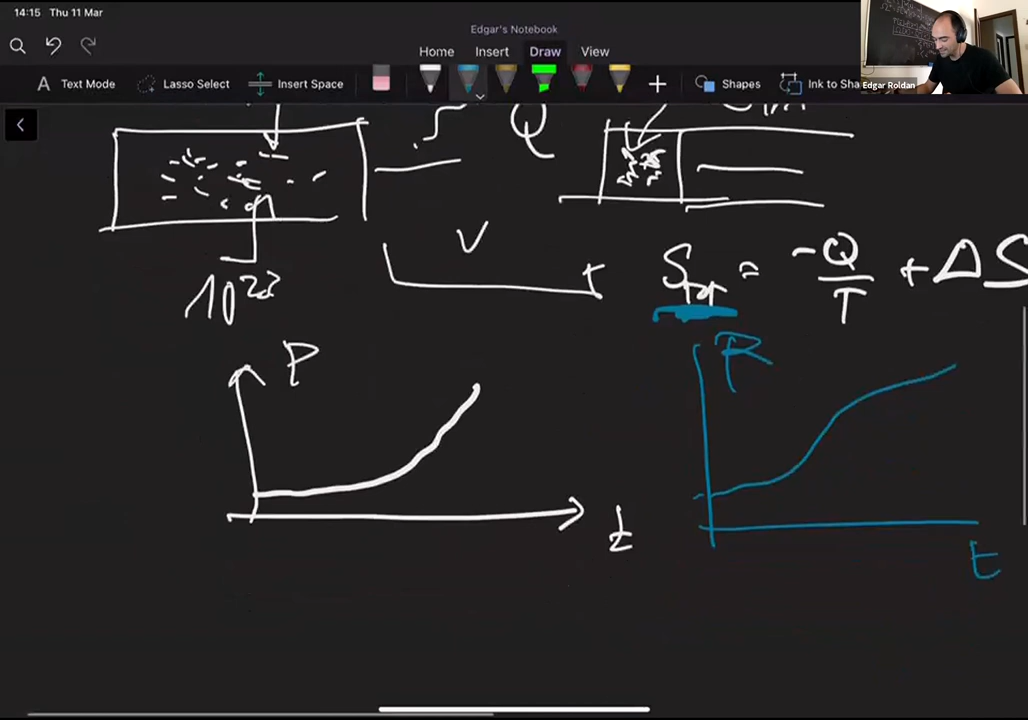 14:15 Thu 11 Mar
Edgar's Notebook
Home Insert Draw View
Text Mode Lasso Select Insert Space Shapes Ink to Sha
Edgar Roldan
Q
V
10²³
S_tot = -Q/T + ΔS
P
t
P
t